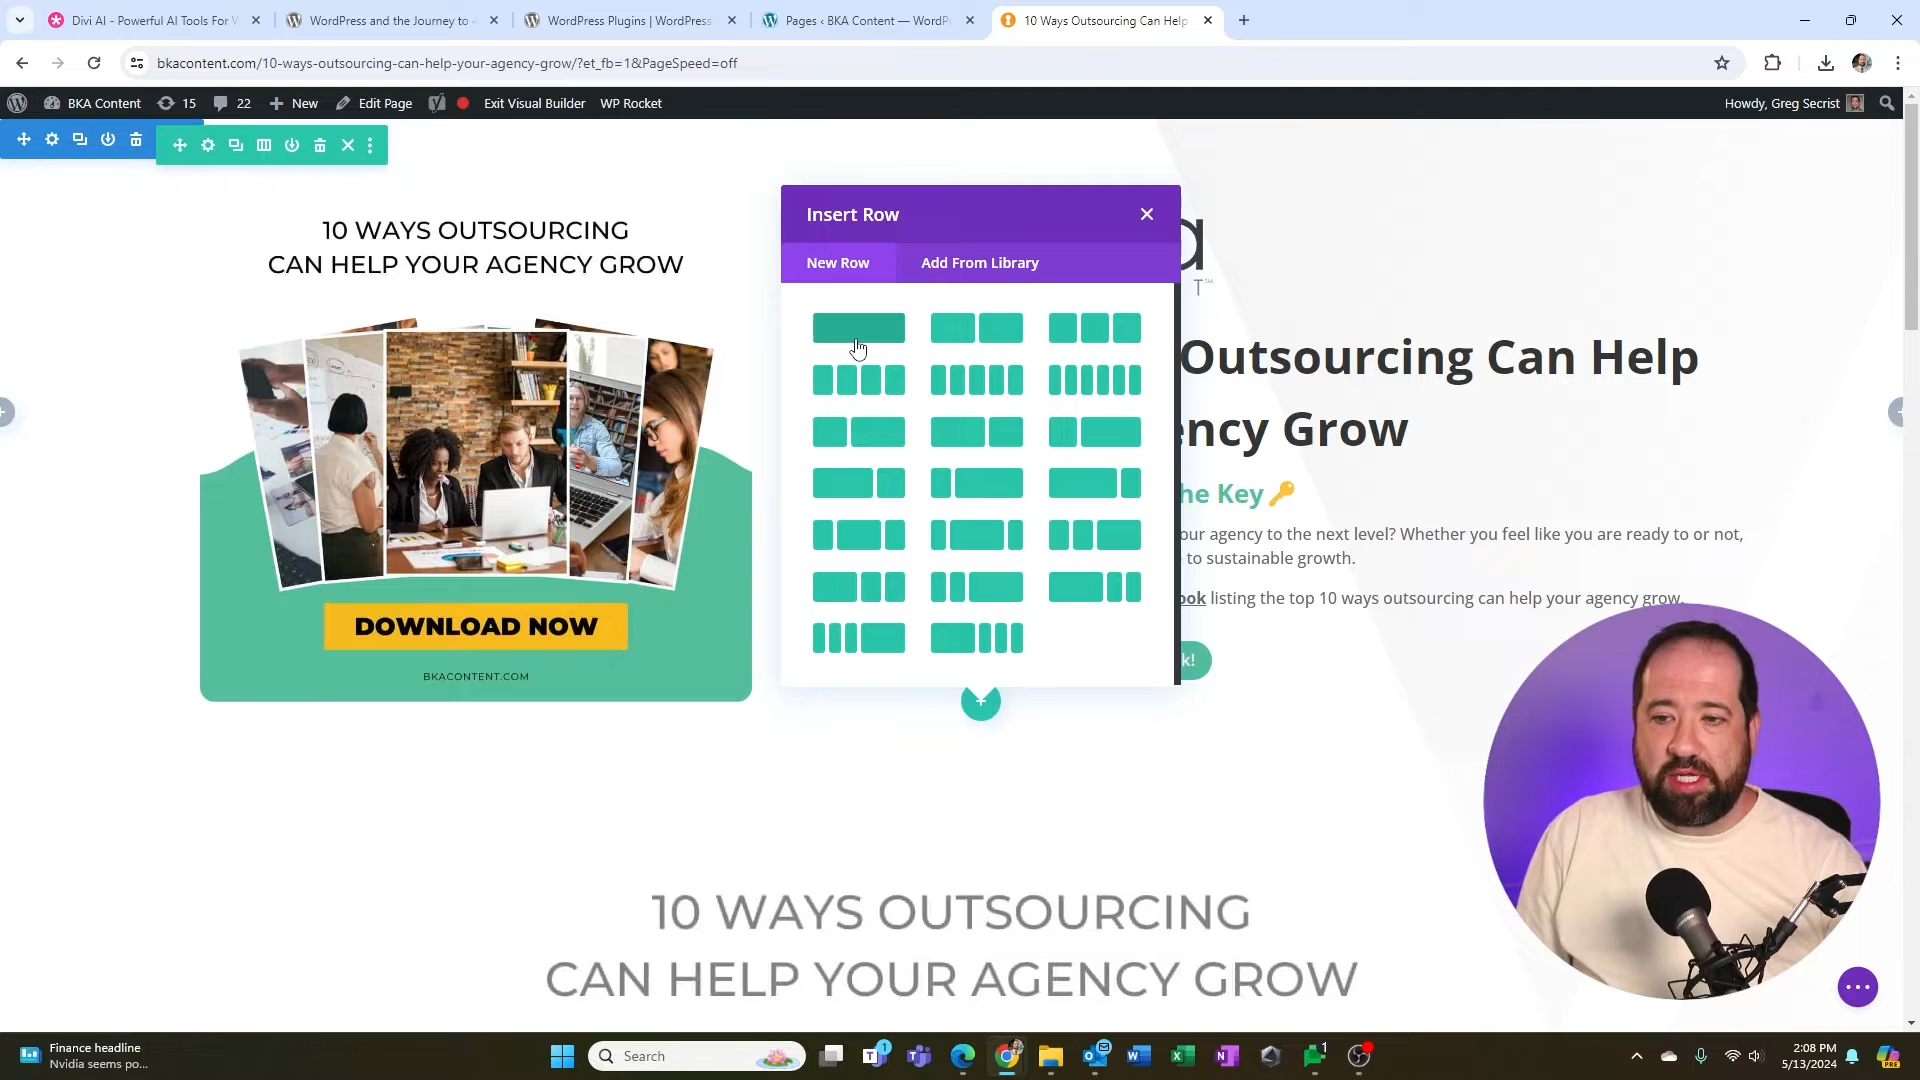 Divi AI - Powerful AI Tools For
WordPress and the Journey to
WordPress Plugins | WordPress
Pages ‹ BKA Content — WordP
10 Ways Outsourcing Can Help
bkacontent.com/10-ways-outsourcing-can-help-your-agency-grow/?et_fb=1&PageSpeed=off
BKA Content
15
22
New
Edit Page
Exit Visual Builder
WP Rocket
Howdy, Greg Secrist
10 WAYS OUTSOURCING
CAN HELP YOUR AGENCY GROW
DOWNLOAD NOW
BKACONTENT.COM
Insert Row
New Row
Add From Library
a
T™
Outsourcing Can Help
ency Grow
he Key
our agency to the next level? Whether you feel like you are ready to or not,
to sustainable growth.
ook listing the top 10 ways outsourcing can help your agency grow.
k!
10 WAYS OUTSOURCING
CAN HELP YOUR AGENCY GROW
Finance headline
Nvidia seems po...
Search
1
1
2:08 PM
5/13/2024
PRE